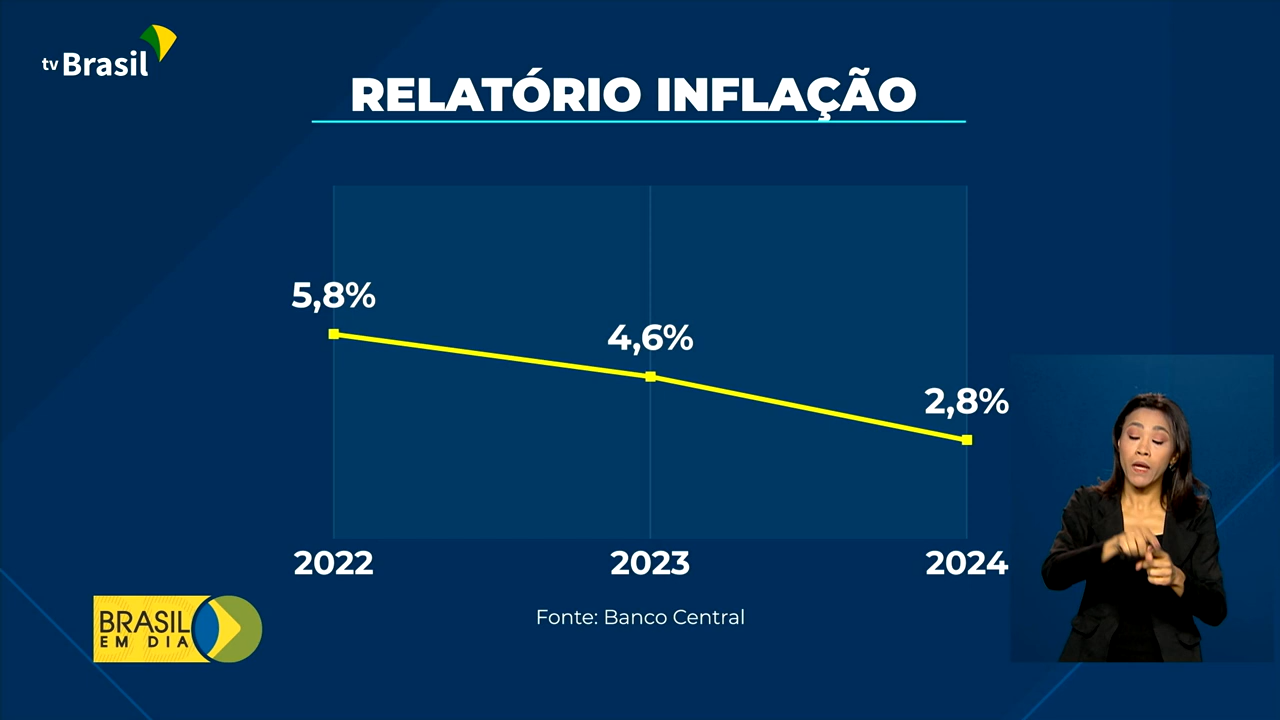 tv Brasil
RELATÓRIO INFLAÇÃO
5,8%
4,6%
2,8%
2022
2023
2024
Fonte: Banco Central
BRASIL
EM DIA